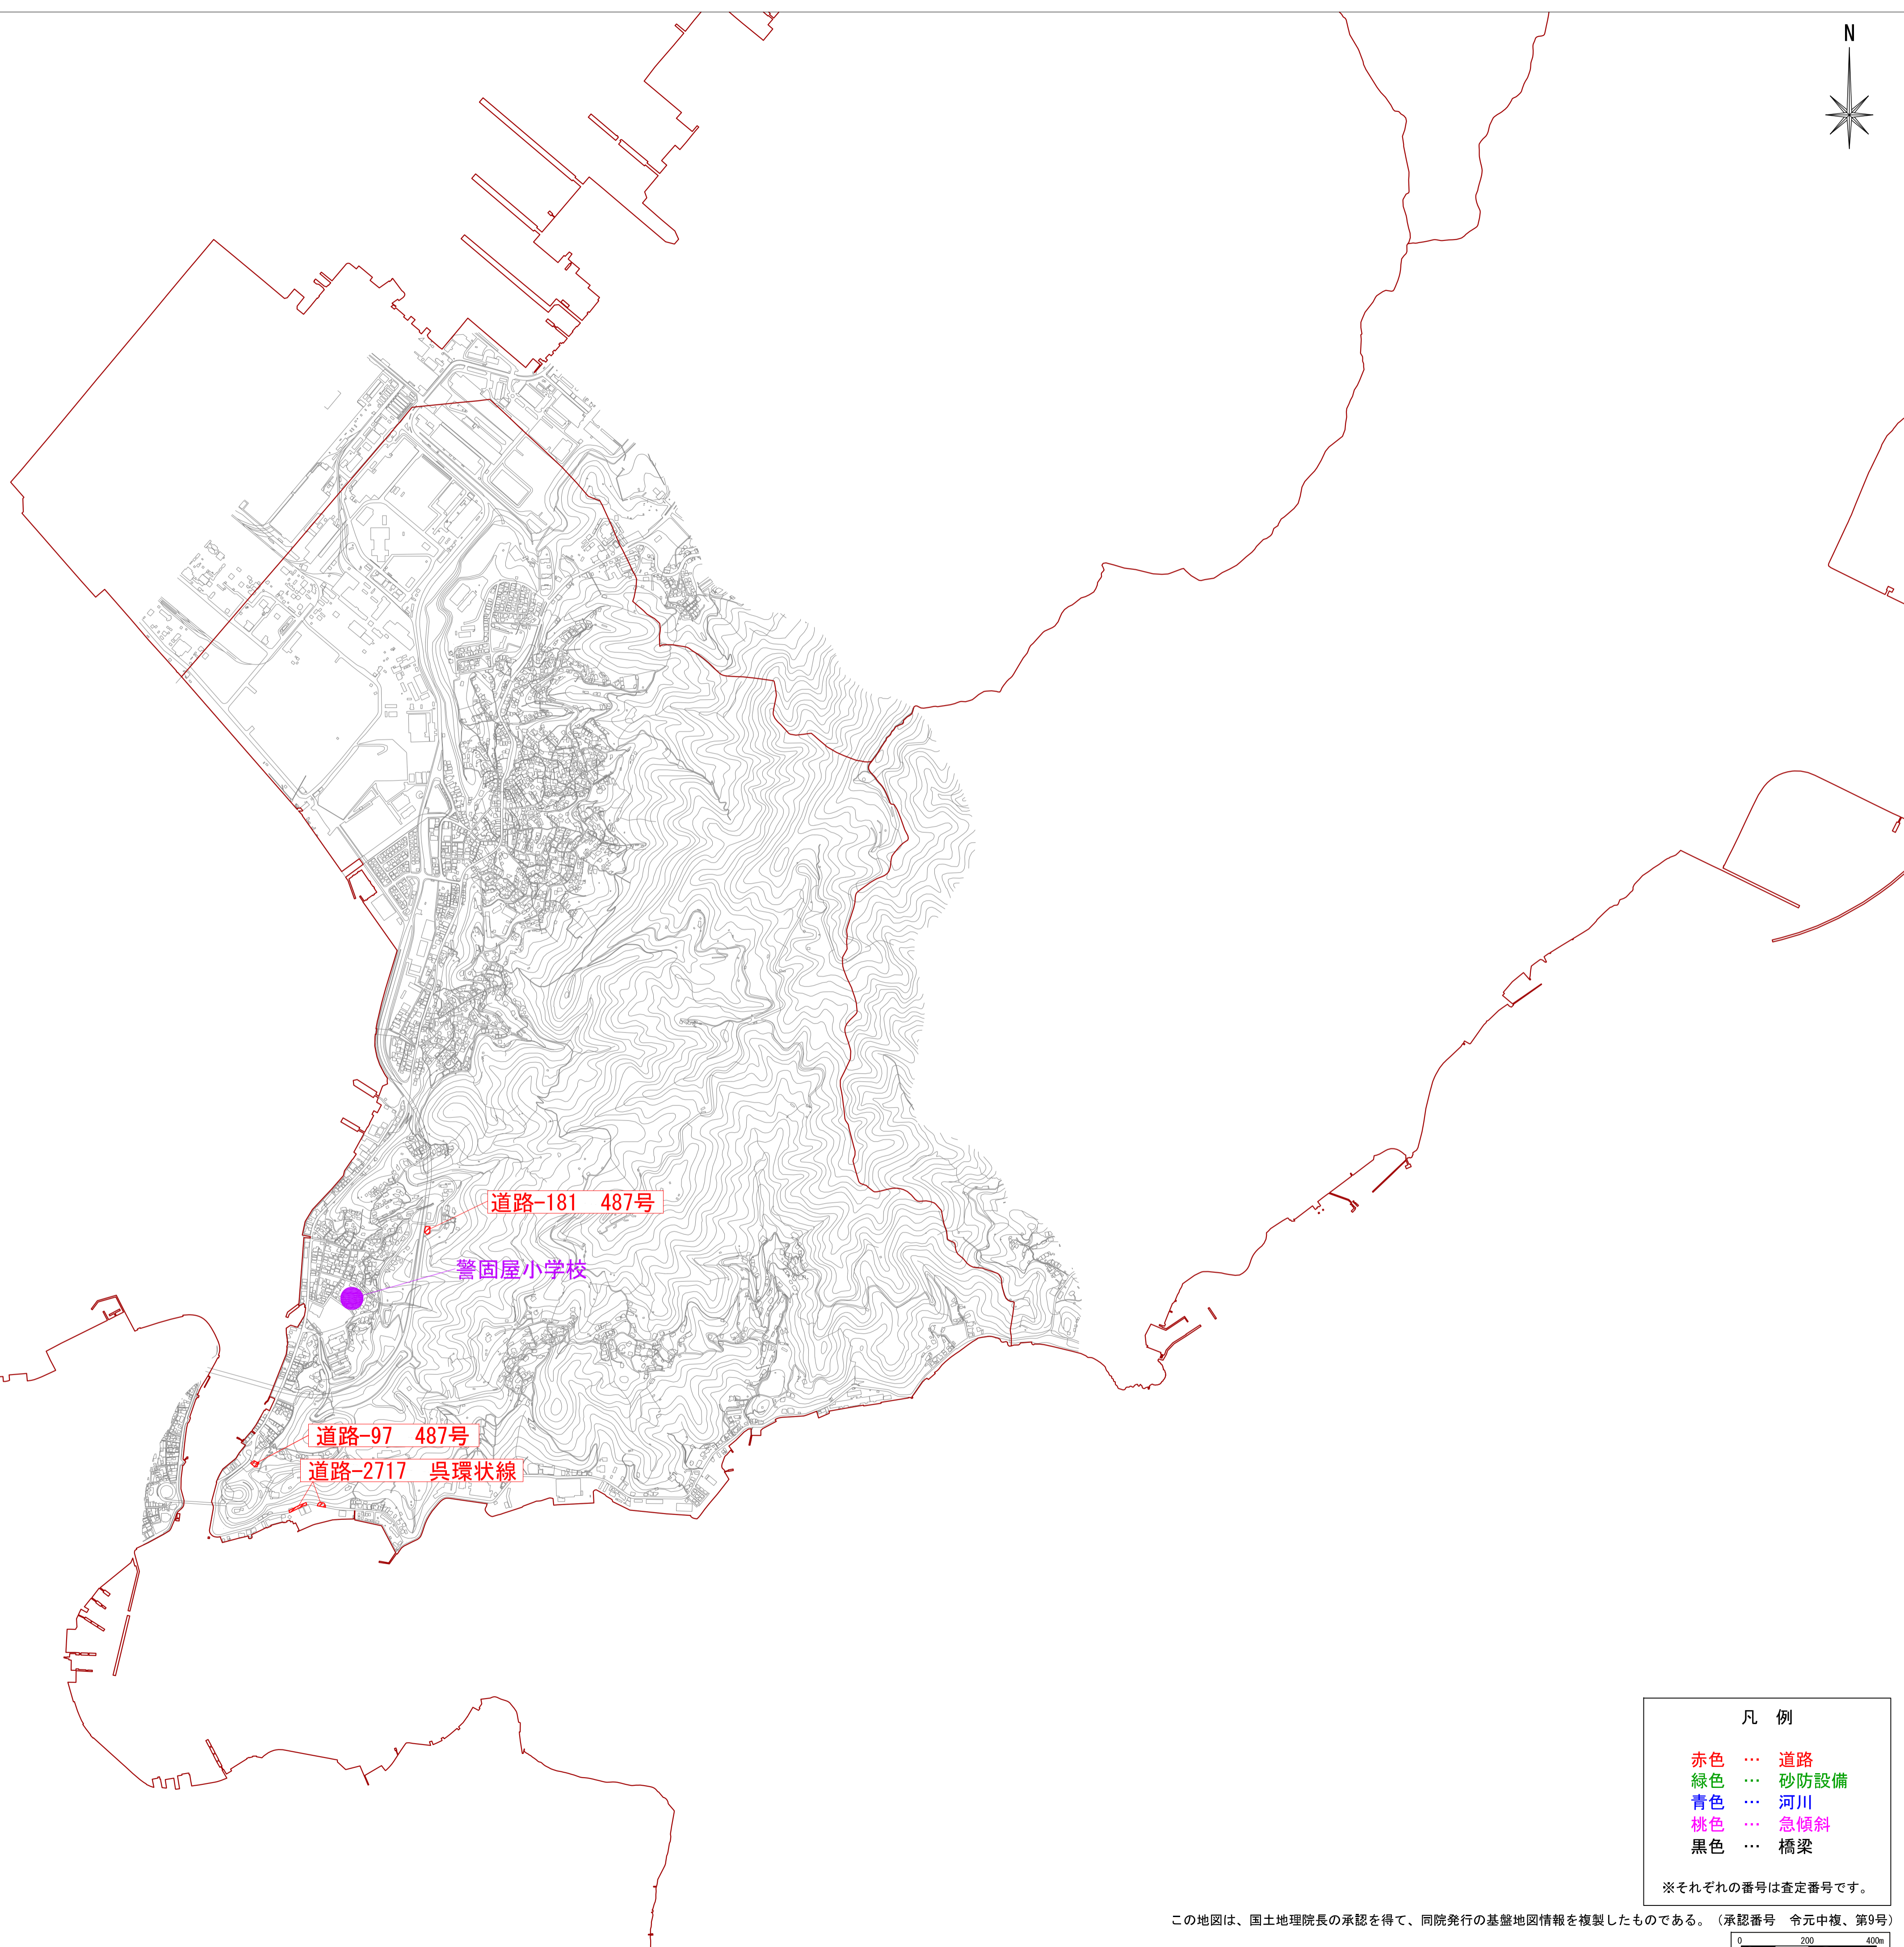 N
道路-181　487号
警固屋小学校
道路-97　487号
道路-2717　呉環状線
凡　例
赤色　…　道路
緑色　…　砂防設備
青色　…　河川
桃色　…　急傾斜
黒色　…　橋梁
※それぞれの番号は査定番号です。
この地図は、国土地理院長の承認を得て、同院発行の基盤地図情報を複製したものである。（承認番号　令元中複、第9号）
0　200　400m